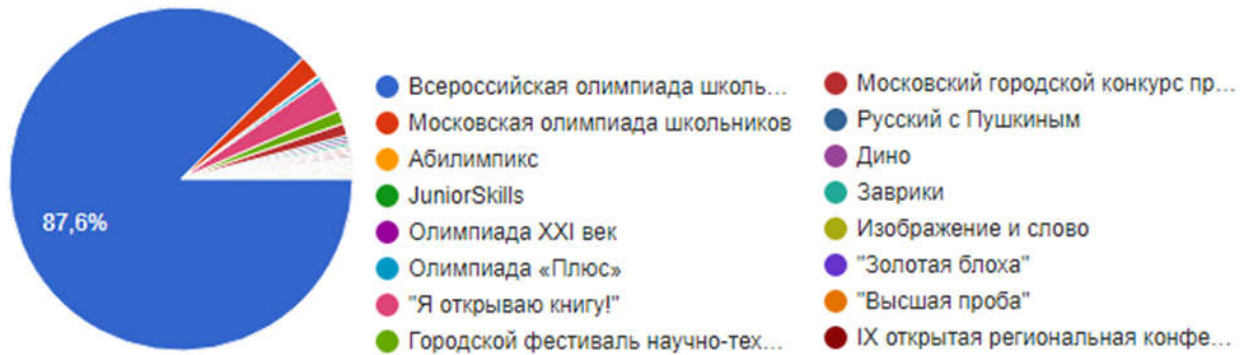 87,6%
Всероссийская олимпиада школь...
Московская олимпиада школьников
Абилимпикс
JuniorSkills
Олимпиада XXI век
Олимпиада «Плюс»
"Я открываю книгу!"
Городской фестиваль научно-тех...
Московский городской конкурс пр...
Русский с Пушкиным
Дино
Заврики
Изображение и слово
"Золотая блоха"
"Высшая проба"
IX открытая региональная конфе...